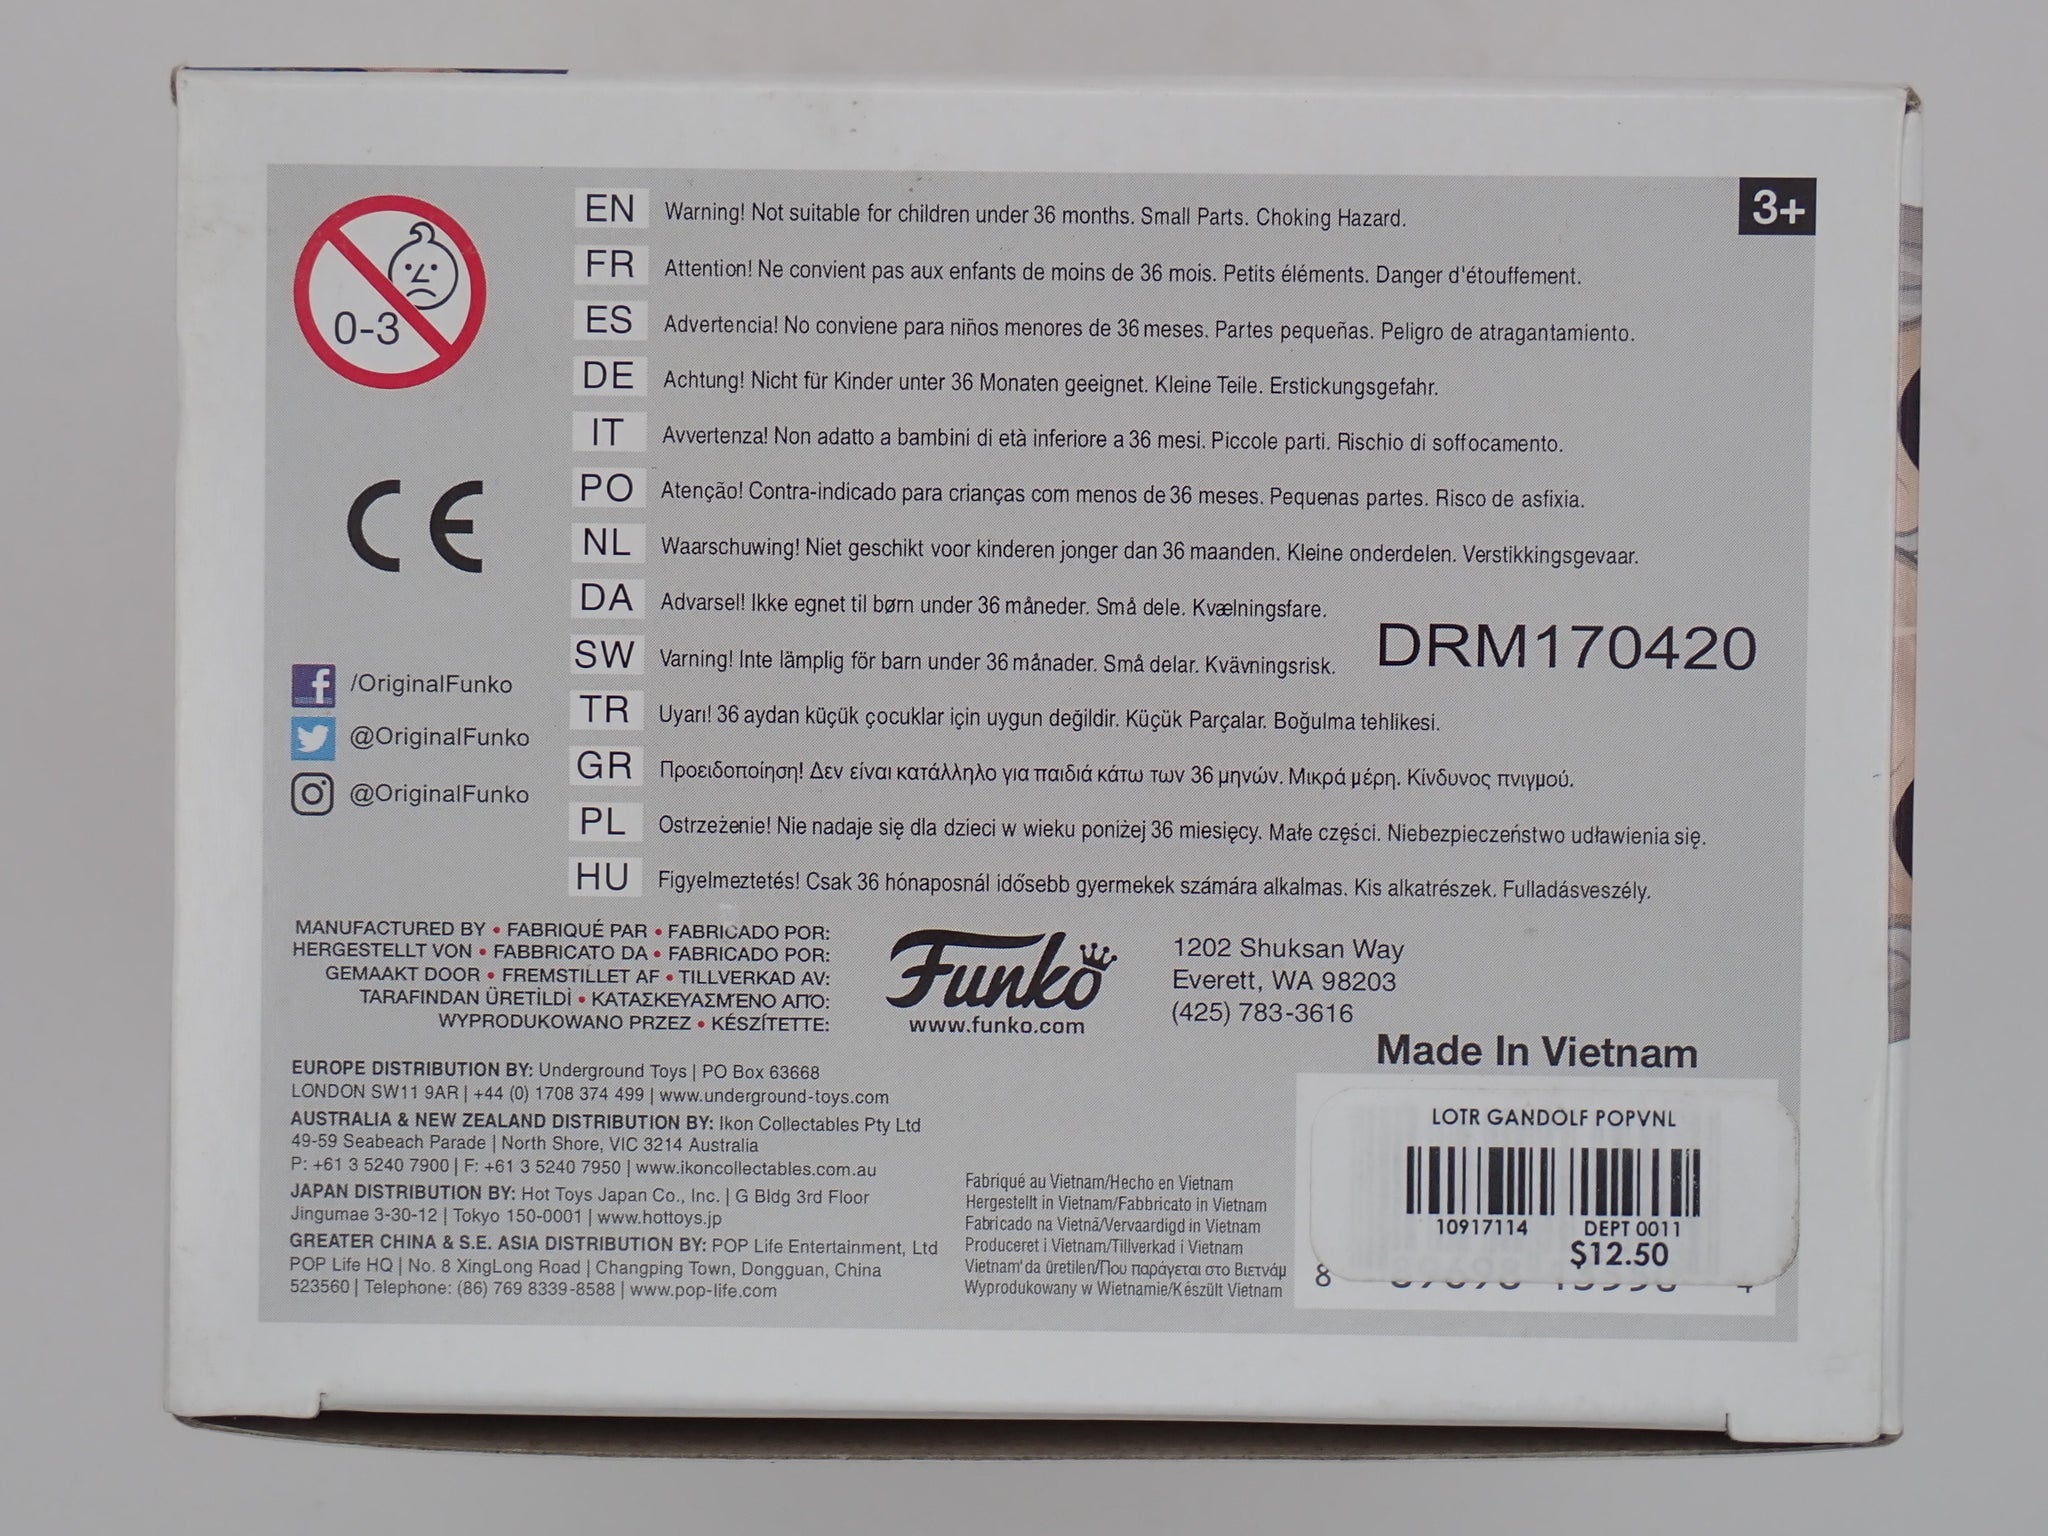 0-3
3+
EN Warning! Not suitable for children under 36 months. Small Parts. Choking Hazard.
FR Attention! Ne convient pas aux enfants de moins de 36 mois. Petits éléments. Danger d'étouffement.
ES Advertencia! No conviene para niños menores de 36 meses. Partes pequeñas. Peligro de atragantamiento.
DE Achtung! Nicht für Kinder unter 36 Monaten geeignet. Kleine Teile. Erstickungsgefahr.
IT Avvertenza! Non adatto a bambini di età inferiore a 36 mesi. Piccole parti. Rischio di soffocamento.
PO Atenção! Contra-indicado para crianças com menos de 36 meses. Pequenas partes. Risco de asfixia.
NL Waarschuwing! Niet geschikt voor kinderen jonger dan 36 maanden. Kleine onderdelen. Verstikkingsgevaar.
DA Advarsel! Ikke egnet til børn under 36 måneder. Små dele. Kvælningsfare.
SW Varning! Inte lämplig för barn under 36 månader. Små delar. Kvävningsrisk.
TR Uyarı! 36 aydan küçük çocuklar için uygun değildir. Küçük Parçalar. Boğulma tehlikesi.
GR Προειδοποίηση! Δεν είναι κατάλληλο για παιδιά κάτω των 36 μηνών. Μικρά μέρη. Κίνδυνος πνιγμού.
PL Ostrzeżenie! Nie nadaje się dla dzieci w wieku poniżej 36 miesięcy. Małe części. Niebezpieczeństwo udławienia się.
HU Figyelmeztetés! Csak 36 hónaposnál idősebb gyermekek számára alkalmas. Kis alkatrészek. Fulladásveszély.
DRM170420
CE
/OriginalFunko
@OriginalFunko
@OriginalFunko
MANUFACTURED BY • FABRIQUÉ PAR • FABRICADO POR:
HERGESTELLT VON • FABBRICATO DA • FABRICADO POR:
GEMAAKT DOOR • FREMSTILLET AF • TILLVERKAD AV:
TARAFINDAN ÜRETİLDİ • ΚΑΤΑΣΚΕΥΑΣΜΈΝΟ ΑΠΌ:
WYPRODUKOWANO PRZEZ • KÉSZÍTETTE:
Funko
www.funko.com
1202 Shuksan Way
Everett, WA 98203
(425) 783-3616
Made In Vietnam
EUROPE DISTRIBUTION BY: Underground Toys | PO Box 63668
LONDON SW11 9AR | +44 (0) 1708 374 499 | www.underground-toys.com
AUSTRALIA & NEW ZEALAND DISTRIBUTION BY: Ikon Collectables Pty Ltd
49-59 Seabeach Parade | North Shore, VIC 3214 Australia
P: +61 3 5240 7900 | F: +61 3 5240 7950 | www.ikoncollectables.com.au
JAPAN DISTRIBUTION BY: Hot Toys Japan Co., Inc. | G Bldg 3rd Floor
Jingumae 3-30-12 | Tokyo 150-0001 | www.hottoys.jp
GREATER CHINA & S.E. ASIA DISTRIBUTION BY: POP Life Entertainment, Ltd
POP Life HQ | No. 8 XingLong Road | Changping Town, Dongguan, China
523560 | Telephone: (86) 769 8339-8588 | www.pop-life.com
Fabriqué au Vietnam/Hecho en Vietnam
Hergestellt in Vietnam/Fabbricato in Vietnam
Fabricado na Vietnã/Vervaardigd in Vietnam
Produceret i Vietnam/Tillverkad i Vietnam
Vietnam'da üretilen/Που παράγεται στο Βιετνάμ
Wyprodukowany w Wietnamie/Készült Vietnam
LOTR GANDOLF POPVNL
10917114 DEPT 0011
$12.50
8
4